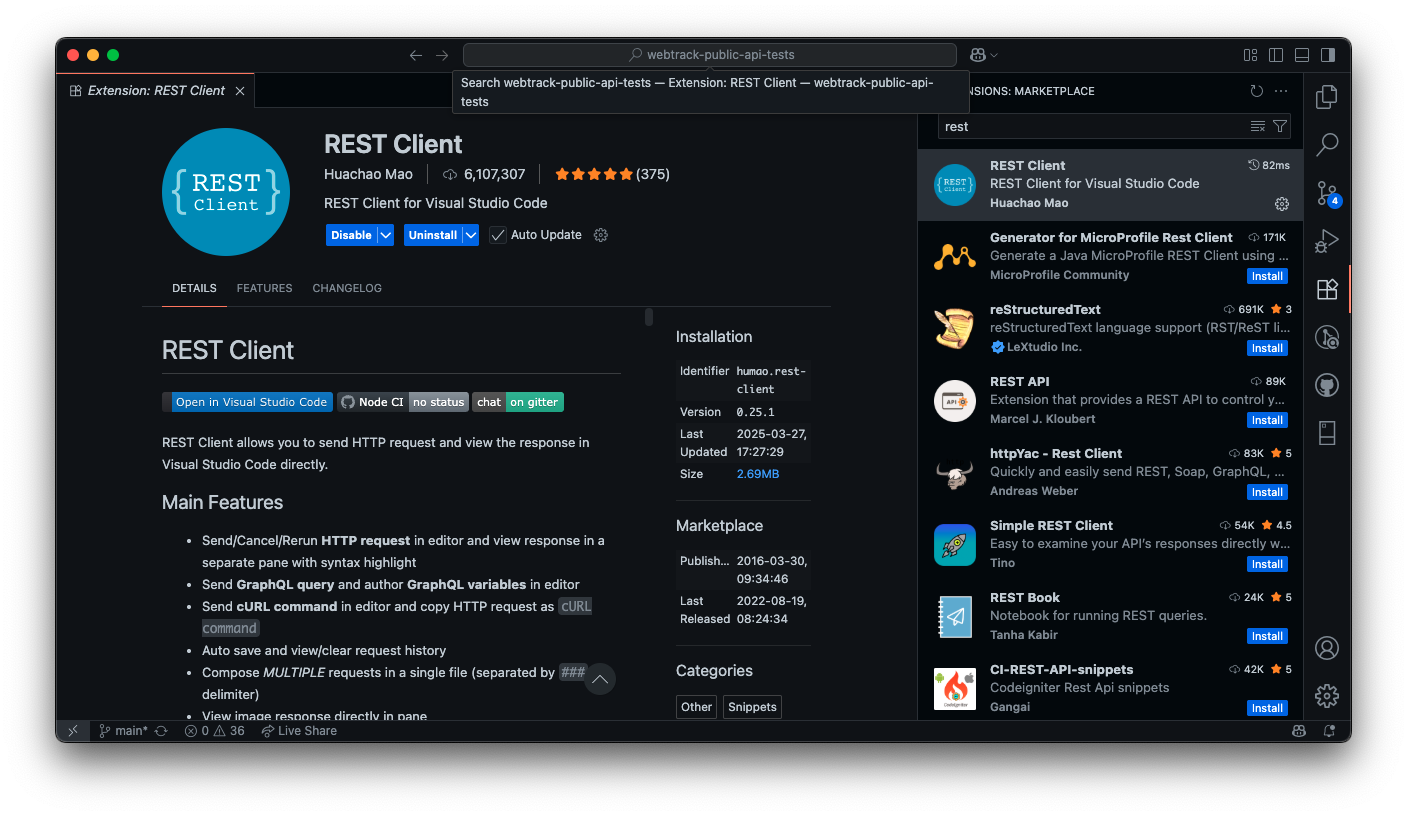 webtrack-public-api-tests
Extension: REST Client
Search webtrack-public-api-tests — Extension: REST Client — webtrack-public-api-
tests
NSIONS: MARKETPLACE
{REST
Client}
REST Client
Huachao Mao
6,107,307
(375)
REST Client for Visual Studio Code
Disable
Uninstall
Auto Update
DETAILS
FEATURES
CHANGELOG
REST Client
Open in Visual Studio Code
Node CI
no status
chat
on gitter
REST Client allows you to send HTTP request and view the response in
Visual Studio Code directly.
Main Features
• Send/Cancel/Rerun HTTP request in editor and view response in a
separate pane with syntax highlight
• Send GraphQL query and author GraphQL variables in editor
• Send cURL command in editor and copy HTTP request as cURL
command
• Auto save and view/clear request history
• Compose MULTIPLE requests in a single file (separated by ###
delimiter)
• View image response directly in pane
Installation
Identifier humao.rest-
client
Version 0.25.1
Last 2025-03-27,
Updated 17:27:29
Size 2.69MB
Marketplace
Publish... 2016-03-30,
09:34:46
Last 2022-08-19,
Released 08:24:34
Categories
Other
Snippets
rest
{REST
Client}
REST Client
82ms
REST Client for Visual Studio Code
Huachao Mao
Generator for MicroProfile Rest Client
171K
Generate a Java MicroProfile REST Client using ...
MicroProfile Community
Install
reStructuredText
691K
3
reStructuredText language support (RST/ReST li...
LeXtudio Inc.
Install
API
REST API
89K
Extension that provides a REST API to control y...
Marcel J. Kloubert
Install
httpYac - Rest Client
83K
5
Quickly and easily send REST, Soap, GraphQL, ...
Andreas Weber
Install
Simple REST Client
54K
4.5
Easy to examine your API's responses directly w...
Tino
Install
REST Book
24K
5
Notebook for running REST queries.
Tanha Kabir
Install
CodeIgniter
CI-REST-API-snippets
42K
5
Codeigniter Rest Api snippets
Gangai
Install
4
main*
0
36
Live Share